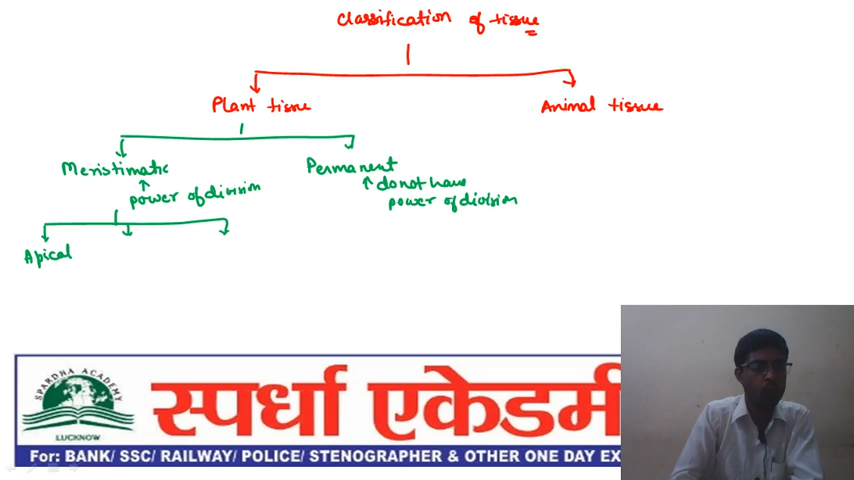 Classification of tissue
Plant tissue
Animal tissue
Meristimatic
Permanent
power of division
do not have
power of division
Apical
SPARDHA ACADEMY
LUCKNOW
स्पर्धा एकेडमी
For: BANK/ SSC/ RAILWAY/ POLICE/ STENOGRAPHER & OTHER ONE DAY EX